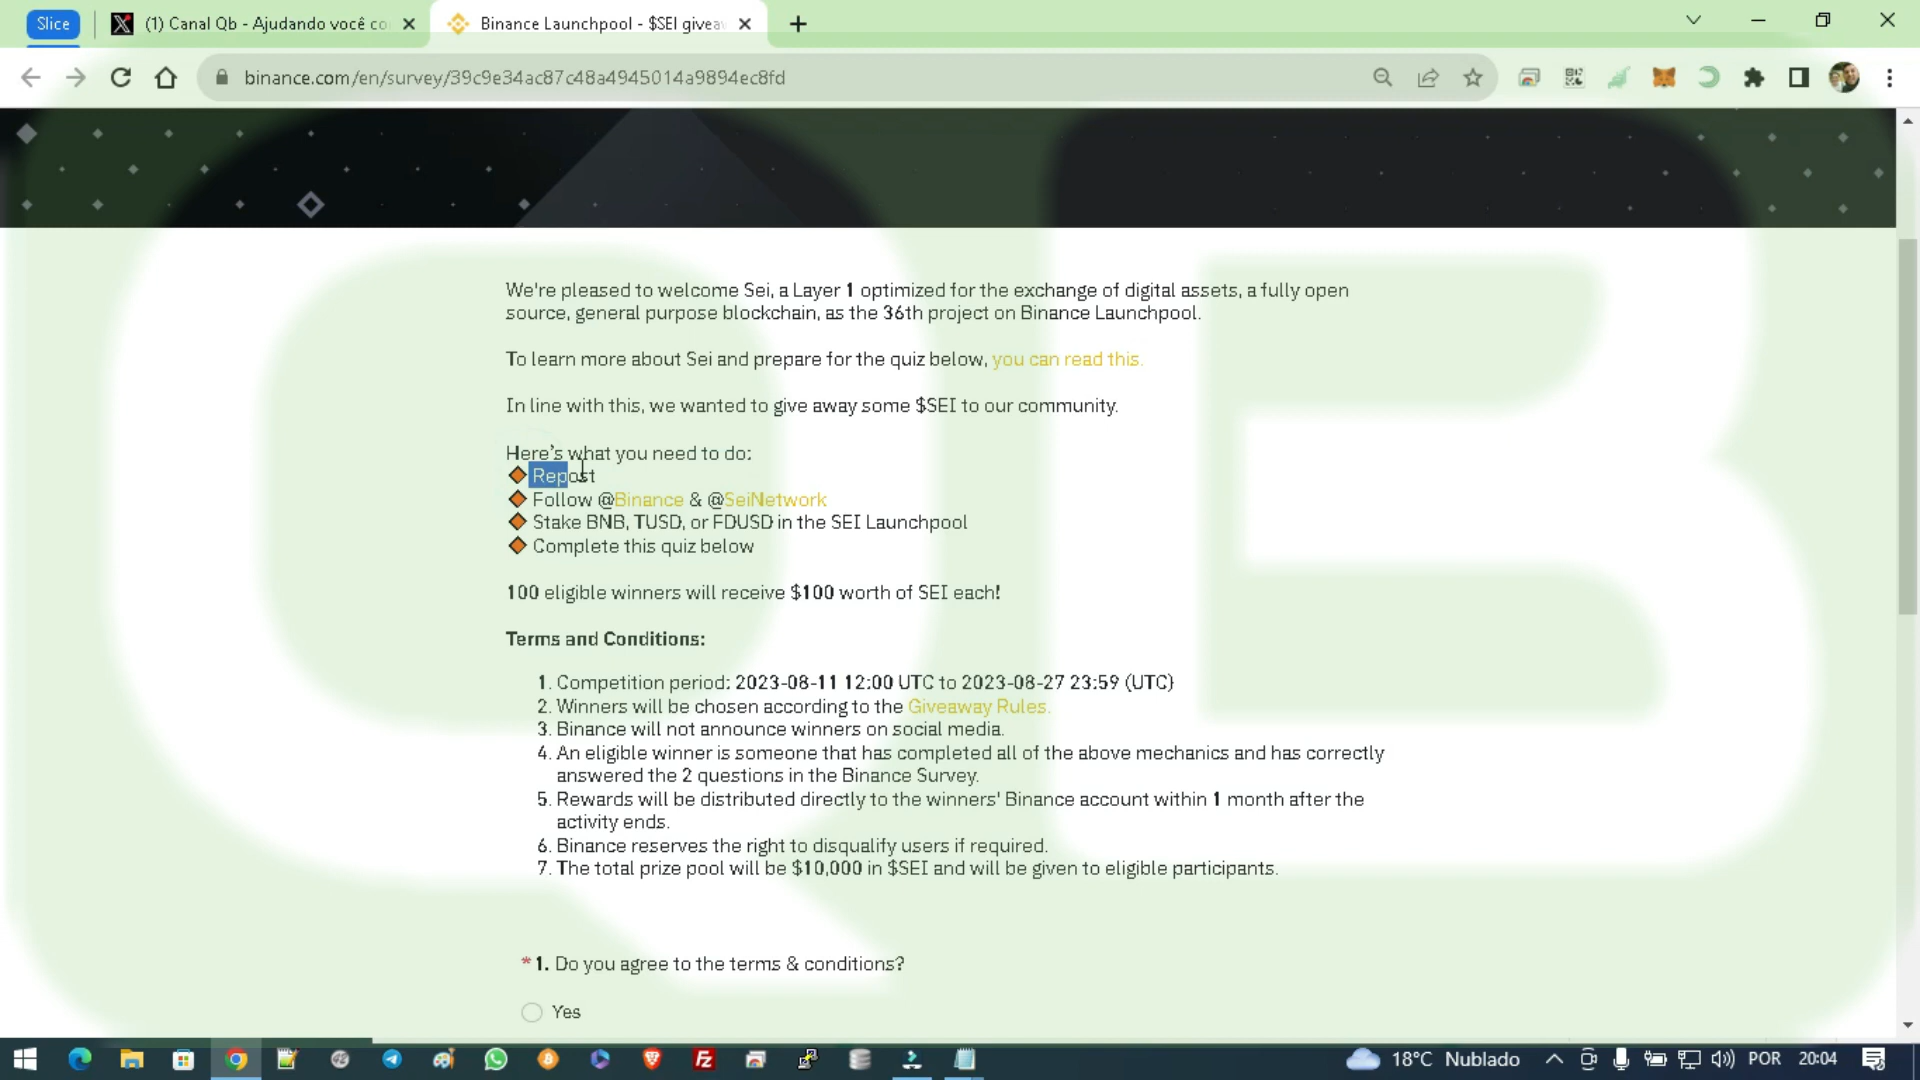 Slice
(1) Canal Qb - Ajudando você co
Binance Launchpool - $SEI givea
binance.com/en/survey/39c9e34ac87c48a4945014a9894ec8fd
We're pleased to welcome Sei, a Layer 1 optimized for the exchange of digital assets, a fully open
source, general purpose blockchain, as the 36th project on Binance Launchpool.
To learn more about Sei and prepare for the quiz below, you can read this.
In line with this, we wanted to give away some $SEI to our community.
Here's what you need to do:
Repost
Follow @Binance & @SeiNetwork
Stake BNB, TUSD, or FDUSD in the SEI Launchpool
Complete this quiz below
100 eligible winners will receive $100 worth of SEI each!
Terms and Conditions:
1. Competition period: 2023-08-11 12:00 UTC to 2023-08-27 23:59 (UTC)
2. Winners will be chosen according to the Giveaway Rules.
3. Binance will not announce winners on social media.
4. An eligible winner is someone that has completed all of the above mechanics and has correctly
answered the 2 questions in the Binance Survey.
5. Rewards will be distributed directly to the winners' Binance account within 1 month after the
activity ends.
6. Binance reserves the right to disqualify users if required.
7. The total prize pool will be $10,000 in $SEI and will be given to eligible participants.
*1. Do you agree to the terms & conditions?
Yes
18°C Nublado
POR
20:04